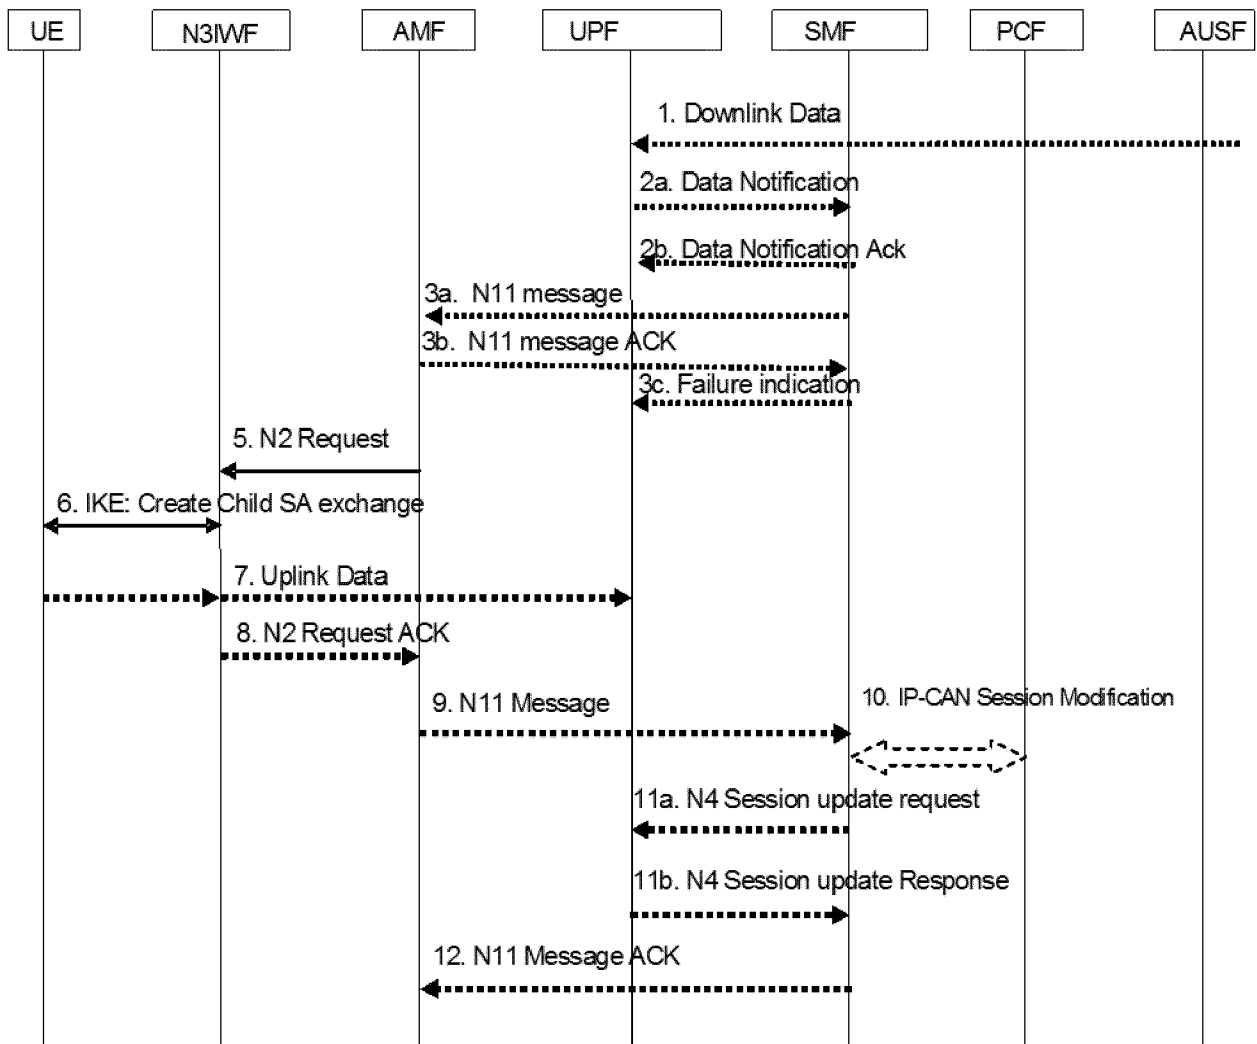 UE
N3IWF
AMF
UPF
SMF
PCF
AUSF
1. Downlink Data
2a. Data Notification
2b. Data Notification Ack
3a. N11 message
3b. N11 message ACK
3c. Failure indication
5. N2 Request
6. IKE: Create Child SA exchange
7. Uplink Data
8. N2 Request ACK
9. N11 Message
10. IP-CAN Session Modification
11a. N4 Session update request
11b. N4 Session update Response
12. N11 Message ACK